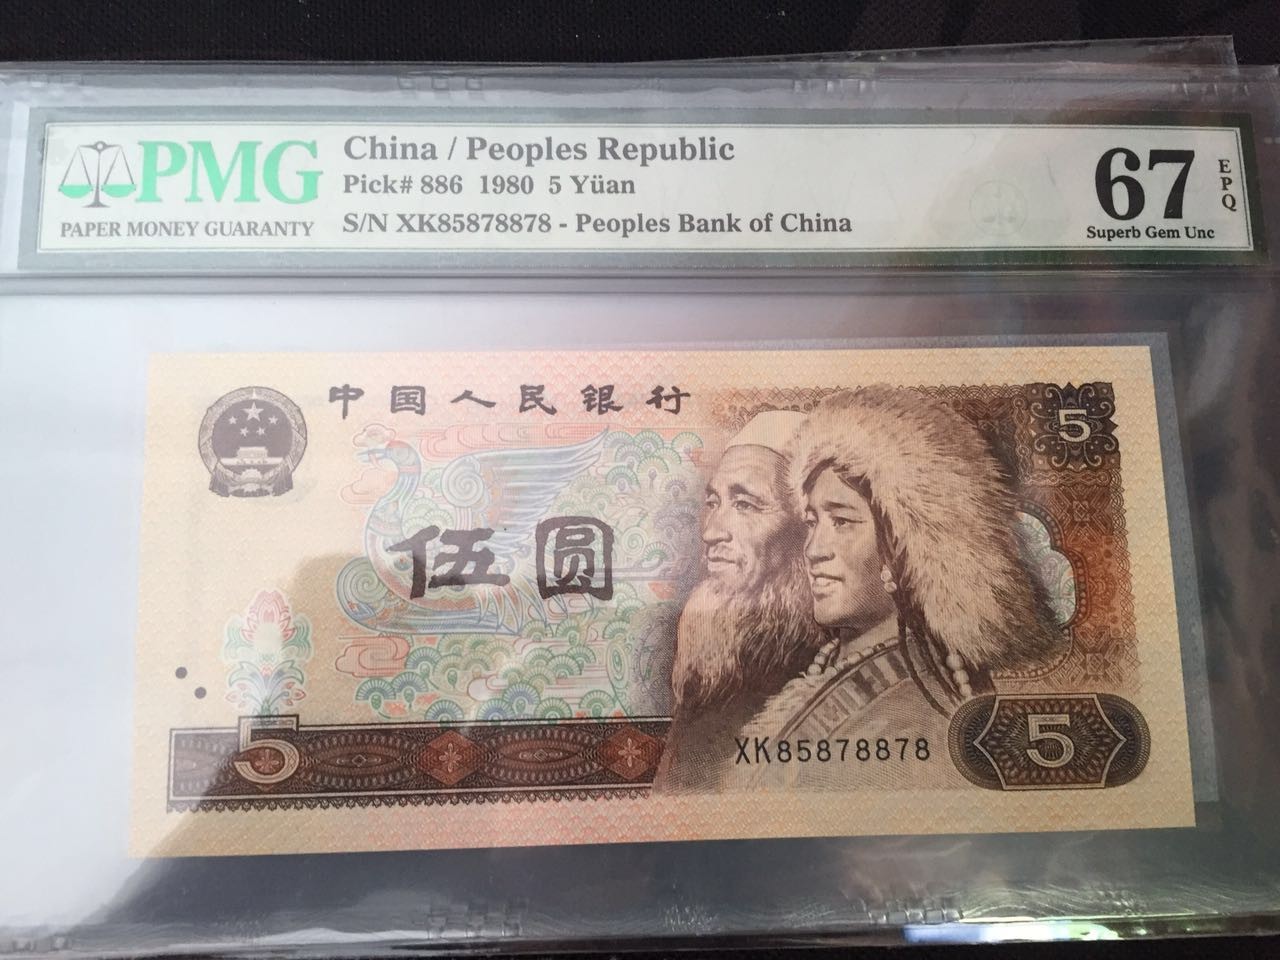 PMG
PAPER MONEY GUARANTY
China / Peoples Republic
Pick# 886 1980 5 Yüan
S/N XK85878878 - Peoples Bank of China
67
EPQ
Superb Gem Unc
中国人民银行
5
伍圆
5
XK85878878
5